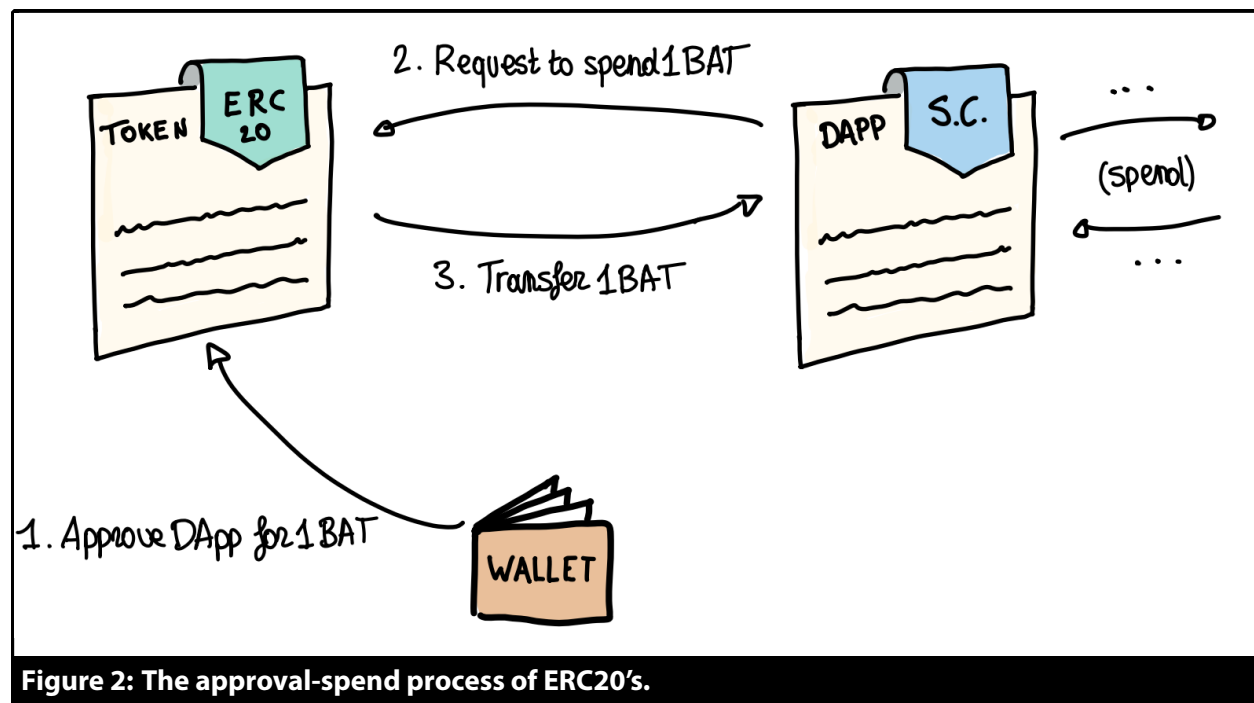 2. Request to spend 1 BAT
TOKEN
ERC
20
DAPP
S.C.
...
(spend)
...
3. Transfer 1 BAT
1. Approve DApp for 1 BAT
WALLET
Figure 2: The approval-spend process of ERC20's.